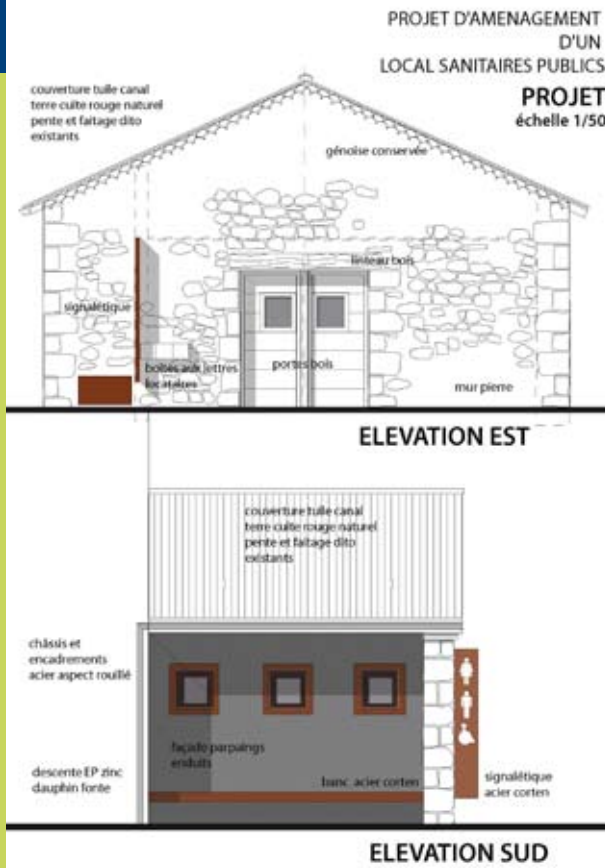 PROJET D'AMENAGEMENT
D'UN
LOCAL SANITAIRES PUBLICS
PROJET
échelle 1/50
couverture tuile canal
terre cuite rouge naturel
pente et faitage dito
existants
génoise conservée
linteau bois
signalétique
boites aux lettres
locataires
portes bois
mur pierre
ELEVATION EST
couverture tuile canal
terre cuite rouge naturel
pente et faitage dito
existants
châssis et
encadrements
acier aspect rouillé
façade parpaings
enduits
descente EP zinc
dauphin fonte
banc acier corten
signalétique
acier corten
ELEVATION SUD